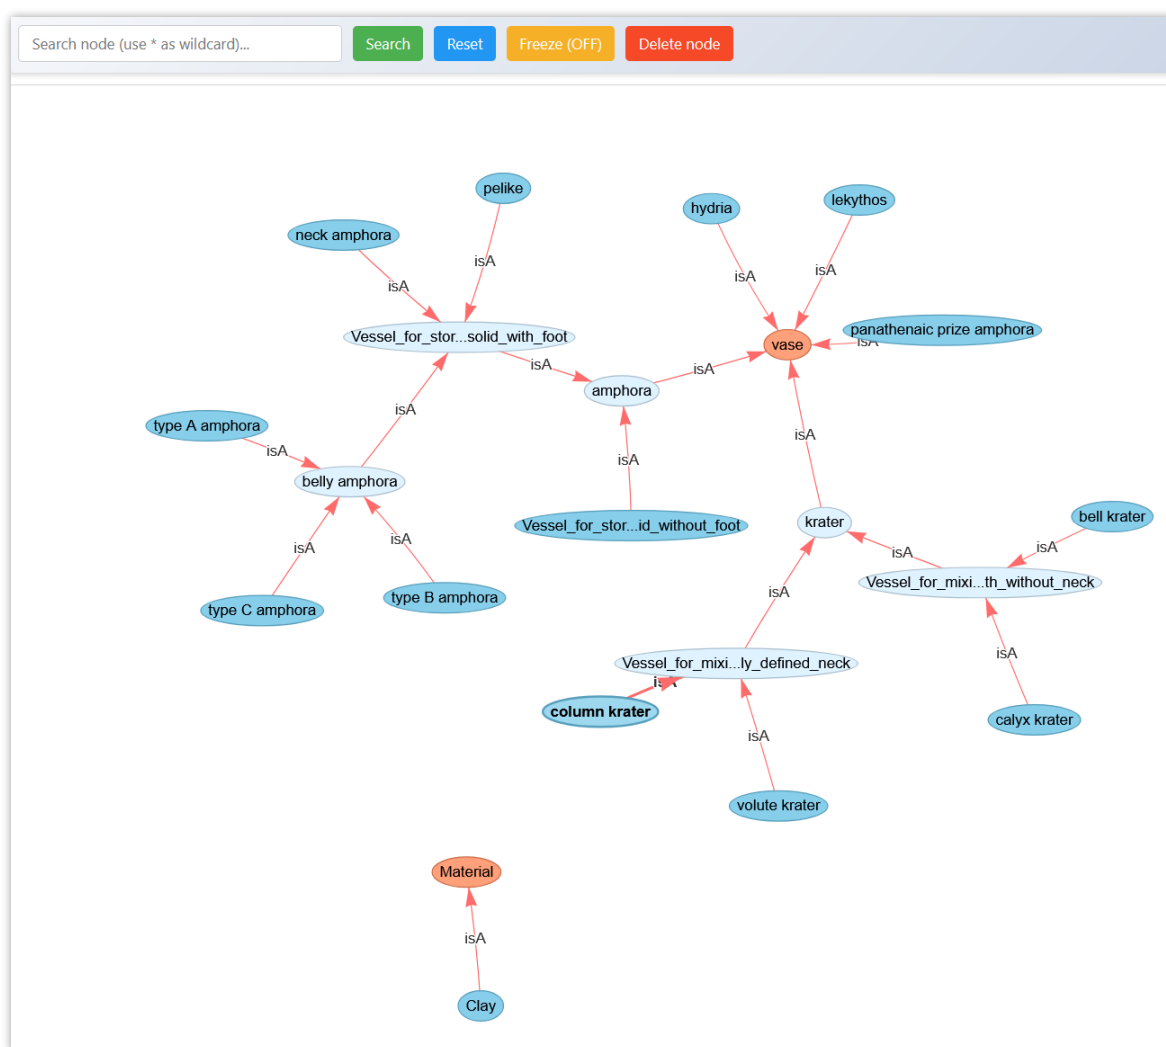 Search node (use * as wildcard)...
Search
Reset
Freeze (OFF)
Delete node
pelike
hydria
lekythos
neck amphora
isA
isA
isA
isA
Vessel_for_stor...solid_with_foot
vase
panathenaic prize amphora
isA
isA
isA
amphora
isA
type A amphora
isA
isA
isA
belly amphora
Vessel_for_stor...id_without_foot
krater
bell krater
isA
isA
isA
isA
type C amphora
type B amphora
isA
Vessel_for_mixi...th_without_neck
Vessel_for_mixi...ly_defined_neck
isA
isA
column krater
calyx krater
isA
volute krater
Material
isA
Clay